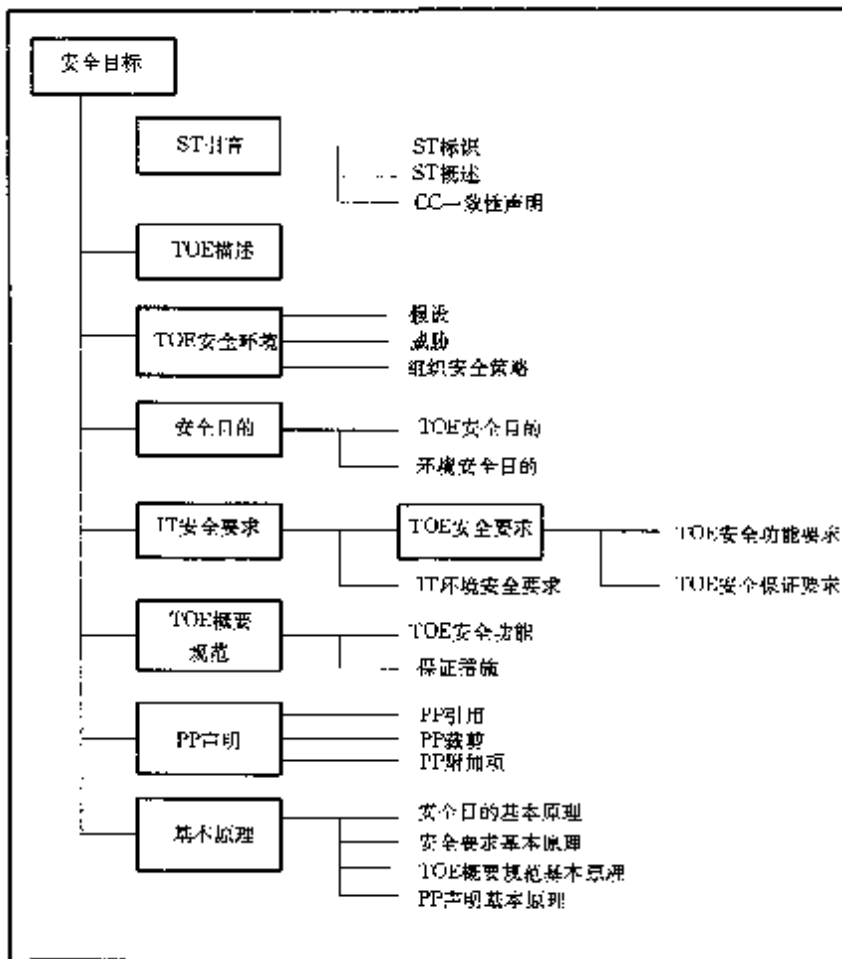 安全目标
ST引言
ST标识
ST概述
CC一致性声明
TOE描述
TOE安全环境
假设
威胁
组织安全策略
安全目的
TOE安全目的
环境安全目的
IT安全要求
TOE安全要求
TOE安全功能要求
IT环境安全要求
TOE安全保证要求
TOE概要
规范
TOE安全功能
保证措施
PP声明
PP引用
PP裁剪
PP附加项
基本原理
安全目的基本原理
安全要求基本原理
TOE概要规范基本原理
PP声明基本原理